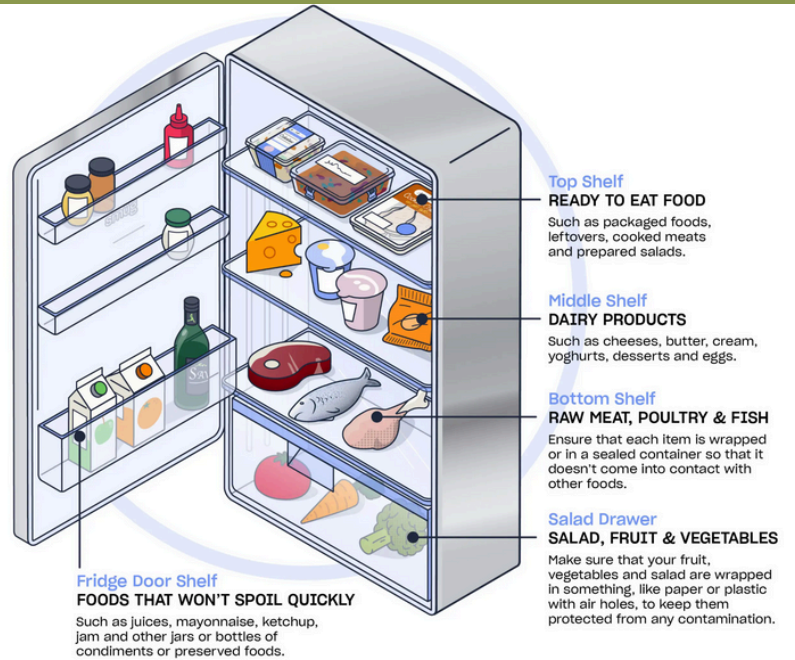 Top Shelf
READY TO EAT FOOD
Such as packaged foods,
leftovers, cooked meats
and prepared salads.
Middle Shelf
DAIRY PRODUCTS
Such as cheeses, butter, cream,
yoghurts, desserts and eggs.
Bottom Shelf
RAW MEAT, POULTRY & FISH
Ensure that each item is wrapped
or in a sealed container so that it
doesn't come into contact with
other foods.
Salad Drawer
SALAD, FRUIT & VEGETABLES
Make sure that your fruit,
vegetables and salad are wrapped
in something, like paper or plastic
with air holes, to keep them
protected from any contamination.
Fridge Door Shelf
FOODS THAT WON'T SPOIL QUICKLY
Such as juices, mayonnaise, ketchup,
jam and other jars or bottles of
condiments or preserved foods.